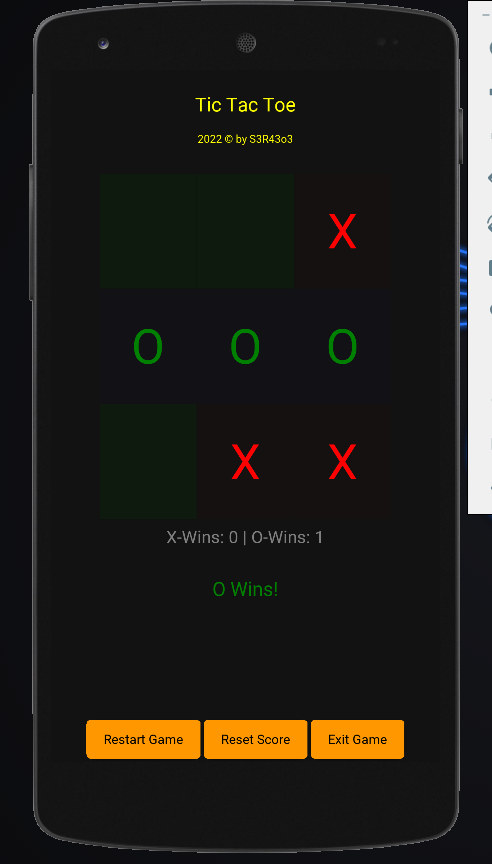 Tic Tac Toe
2022 © by S3R43o3
X
O O O
X X
X-Wins: 0 | O-Wins: 1
O Wins!
Restart Game Reset Score Exit Game